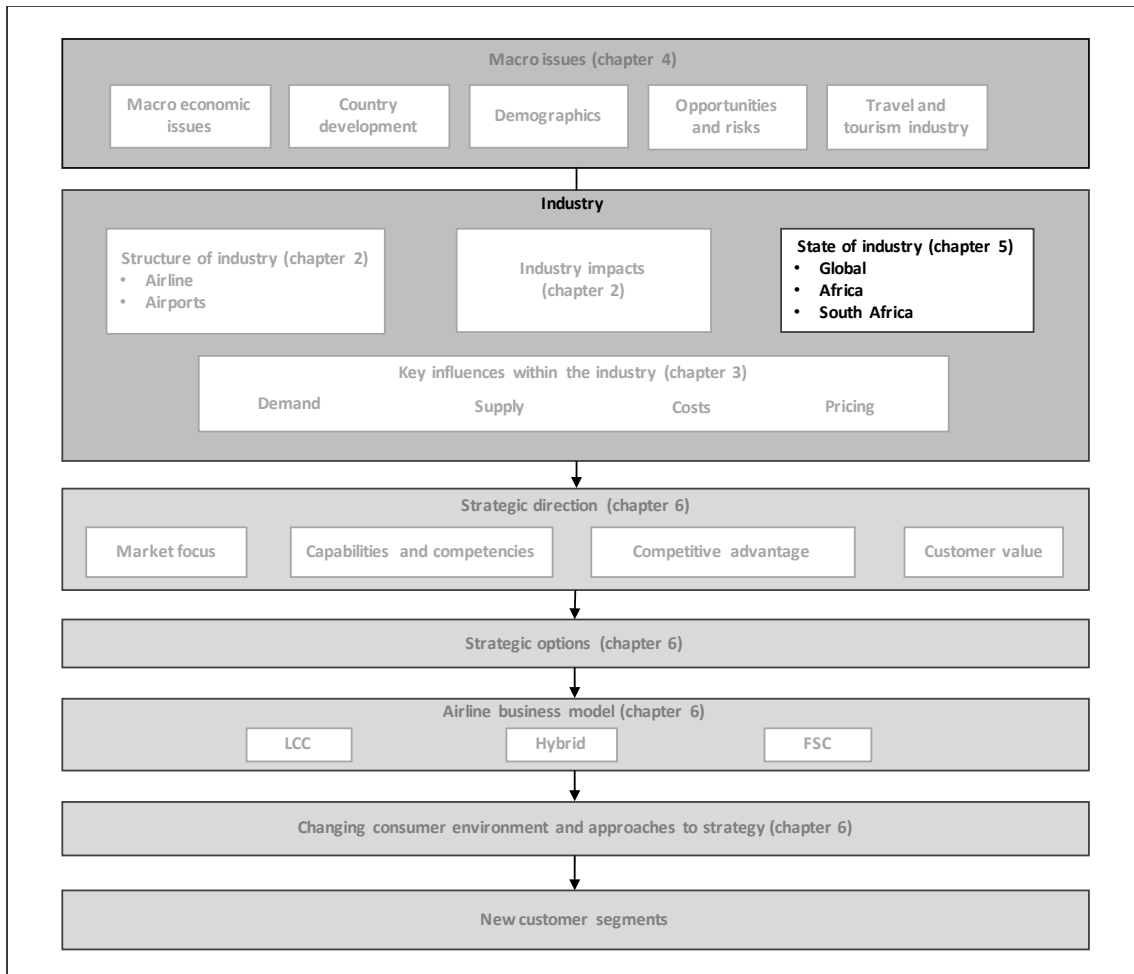 Macro issues (chapter 4)
Macro economic
issues
Country
development
Demographics
Opportunities
and risks
Travel and
tourism industry
Industry
Structure of industry (chapter 2)
• Airline
• Airports
Industry impacts
(chapter 2)
State of industry (chapter 5)
• Global
• Africa
• South Africa
Key influences within the industry (chapter 3)
Demand Supply Costs Pricing
Strategic direction (chapter 6)
Market focus
Capabilities and competencies
Competitive advantage
Customer value
Strategic options (chapter 6)
Airline business model (chapter 6)
LCC
Hybrid
FSC
Changing consumer environment and approaches to strategy (chapter 6)
New customer segments